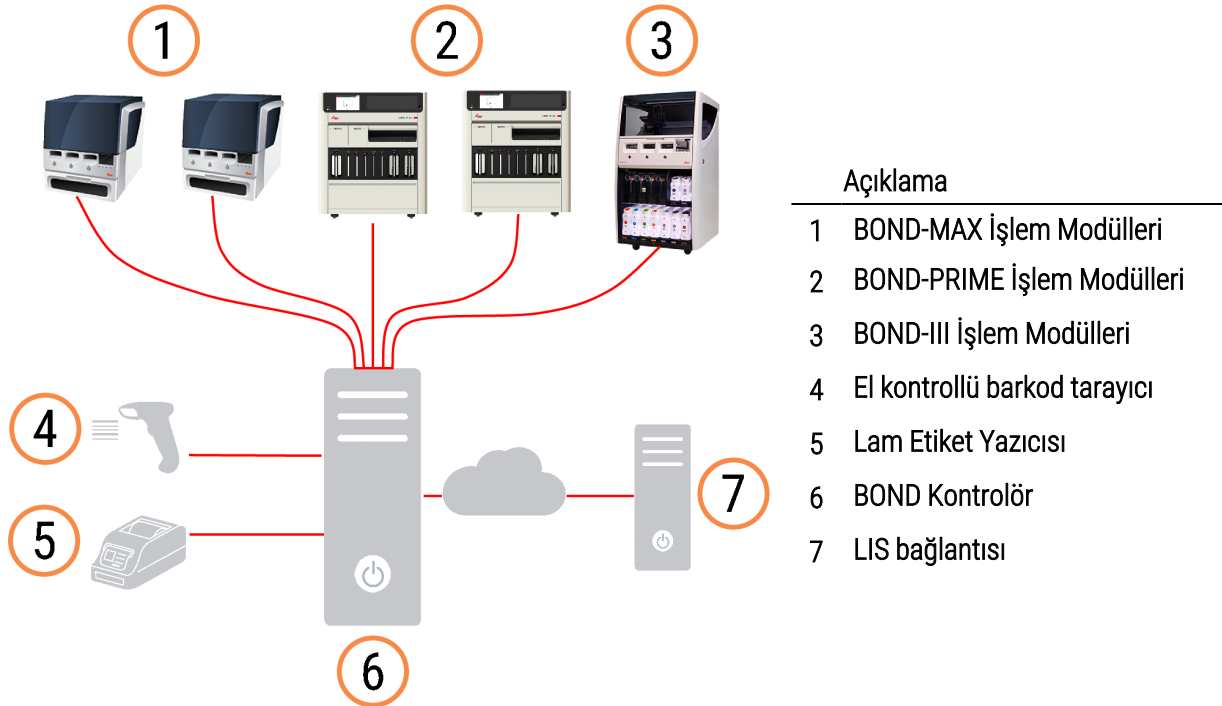 1
2
3
4
5
6
7
Açıklama
1 BOND-MAX İşlem Modülleri
2 BOND-PRIME İşlem Modülleri
3 BOND-III İşlem Modülleri
4 El kontrollü barkod tarayıcı
5 Lam Etiket Yazıcısı
6 BOND Kontrolör
7 LIS bağlantısı